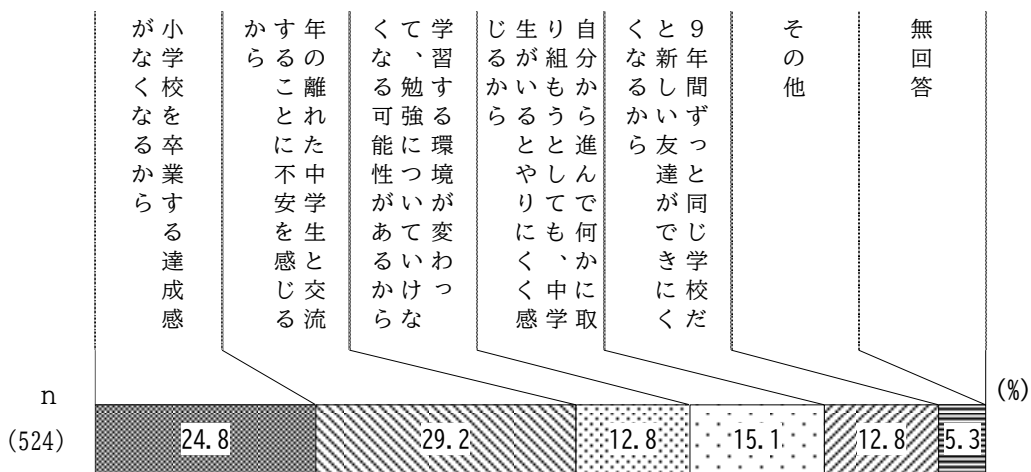 小学校を卒業する達成感
がなくなるから
年の離れた中学生と交流
することに不安を感じる
から
学習する環境が変わっ
て、勉強についていけな
くなる可能性があるから
自分から進んで何かに取
り組もうとしても、中学
生がいるとやりにくく感
じるから
９年間ずっと同じ学校だ
と新しい友達ができにく
くなるから
その他
無回答
(%)
n
(524)
24.8
29.2
12.8
15.1
12.8
5.3